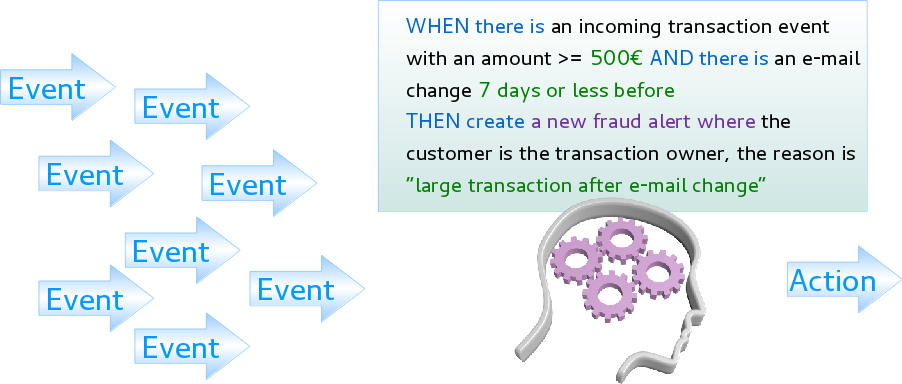 WHEN there is an incoming transaction event
with an amount >= 500€ AND there is an e-mail
change 7 days or less before
THEN create a new fraud alert where the
customer is the transaction owner, the reason is
”large transaction after e-mail change”
Event
Event
Event
Event
Event
Event
Event
Event
Action